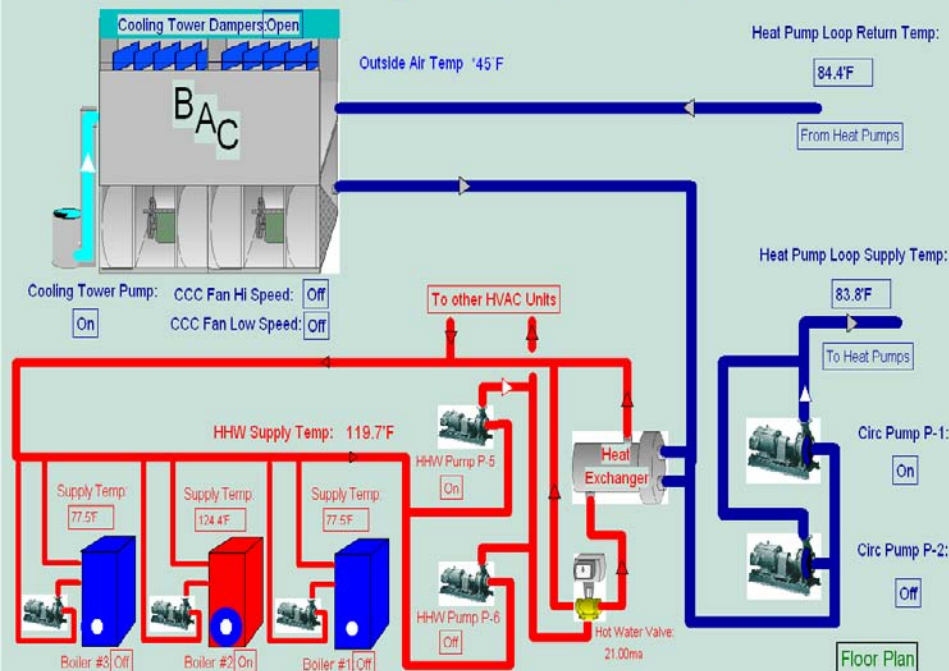 Cooling Tower Dampers: Open
Heat Pump Loop Return Temp:
84.4'F
Outside Air Temp '45'F
BAC
From Heat Pumps
Heat Pump Loop Supply Temp:
83.8'F
To Heat Pumps
Cooling Tower Pump:
On
CCC Fan Hi Speed: Off
CCC Fan Low Speed: Off
To other HVAC Units
HHW Supply Temp: 119.7'F
HHW Pump P-5
On
Heat
Exchanger
Circ Pump P-1:
On
Supply Temp:
77.5'F
Supply Temp:
124.4'F
Supply Temp:
77.5'F
Circ Pump P-2:
Off
HHW Pump P-6
Off
Hot Water Valve:
21.00ma
Boiler #3 Off
Boiler #2 On
Boiler #1 Off
Floor Plan